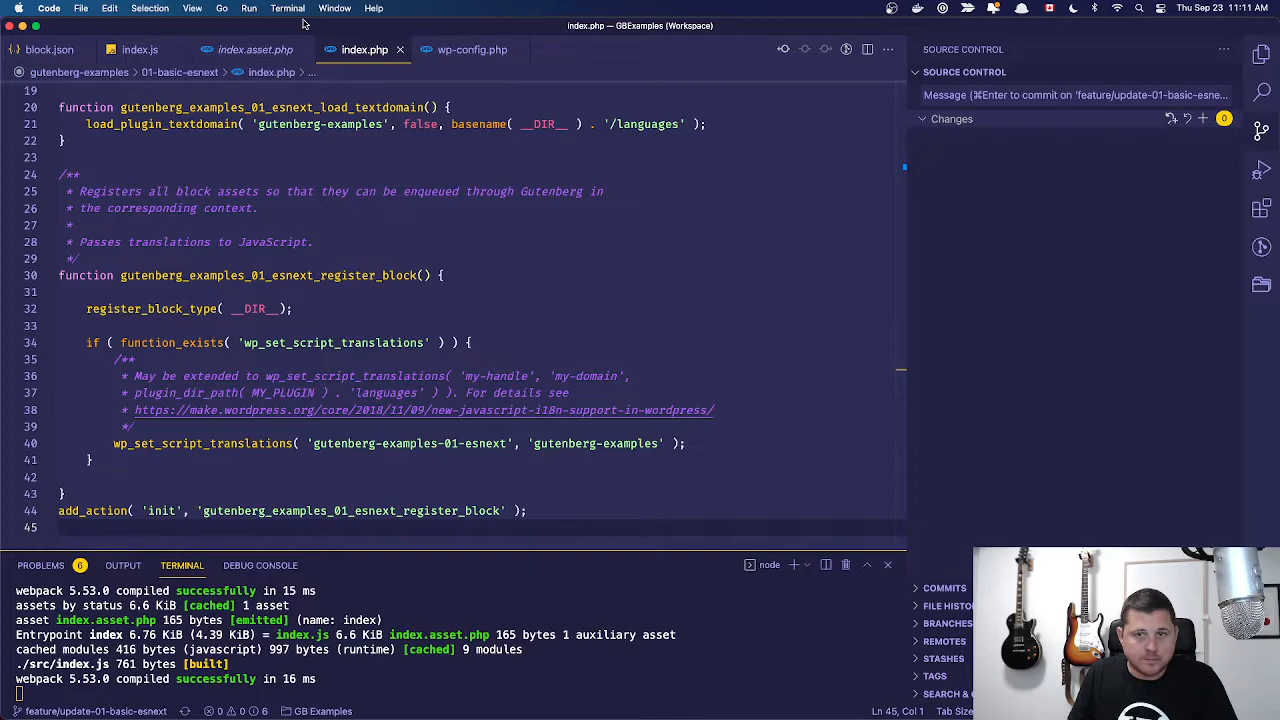 Code File Edit Selection View Go Run Terminal Window Help
Thu Sep 23 11:11 AM
index.php — GBExamples (Workspace)
block.json index.js index.asset.php index.php wp-config.php
gutenberg-examples > 01-basic-esnext > index.php > ...
19
20 function gutenberg_examples_01_esnext_load_textdomain() {
21 load_plugin_textdomain( 'gutenberg-examples', false, basename( __DIR__ ) . '/languages' );
22 }
23
24 /**
25 * Registers all block assets so that they can be enqueued through Gutenberg in
26 * the corresponding context.
27 *
28 * Passes translations to JavaScript.
29 */
30 function gutenberg_examples_01_esnext_register_block() {
31
32 register_block_type( __DIR__);
33
34 if ( function_exists( 'wp_set_script_translations' ) ) {
35 /**
36 * May be extended to wp_set_script_translations( 'my-handle', 'my-domain',
37 * plugin_dir_path( MY_PLUGIN ) . 'languages' ) ). For details see
38 * https://make.wordpress.org/core/2018/11/09/new-javascript-i18n-support-in-wordpress/
39 */
40 wp_set_script_translations( 'gutenberg-examples-01-esnext', 'gutenberg-examples' );
41 }
42
43 }
44 add_action( 'init', 'gutenberg_examples_01_esnext_register_block' );
45
PROBLEMS 6 OUTPUT TERMINAL DEBUG CONSOLE
node
webpack 5.53.0 compiled successfully in 15 ms
assets by status 6.6 KiB [cached] 1 asset
asset index.asset.php 165 bytes [emitted] (name: index)
Entrypoint index 6.76 KiB (4.39 KiB) = index.js 6.6 KiB index.asset.php 165 bytes 1 auxiliary asset
cached modules 416 bytes (javascript) 997 bytes (runtime) [cached] 9 modules
./src/index.js 761 bytes [built]
webpack 5.53.0 compiled successfully in 16 ms
SOURCE CONTROL
SOURCE CONTROL
Message (⌘Enter to commit on 'feature/update-01-basic-esne...
Changes
0
COMMITS
FILE HISTO
BRANCHES
REMOTES
STASHES
TAGS
SEARCH &
feature/update-01-basic-esnext 0 0 6 GB Examples
Ln 45, Col 1 Tab Size